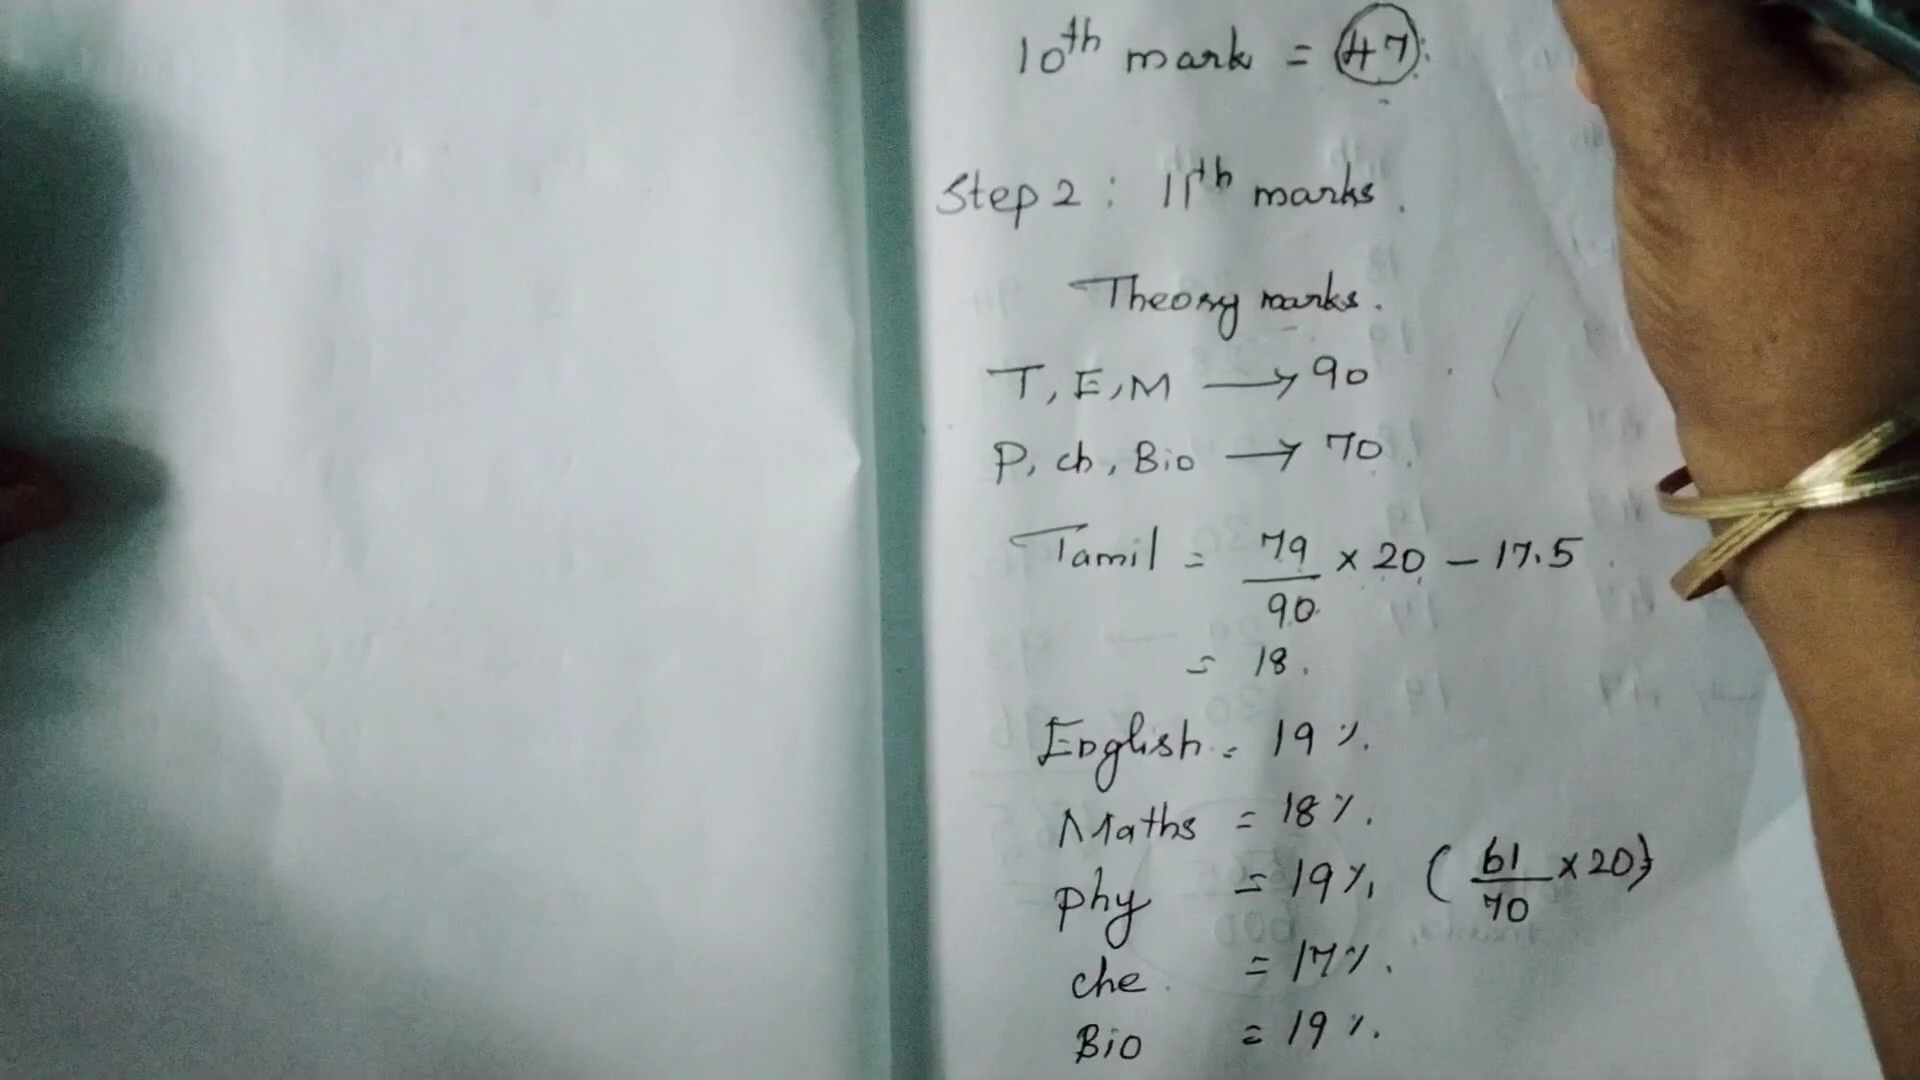 10th mark = 47
Step 2 : 11th marks.
Theory marks.
T, E, M → 90
P, ch, Bio → 70
Tamil = 79/90 × 20 – 17.5
= 18.
English = 19%.
Maths = 18%.
Phy = 19%. (61/70 × 20)
che = 17%.
Bio = 19%.